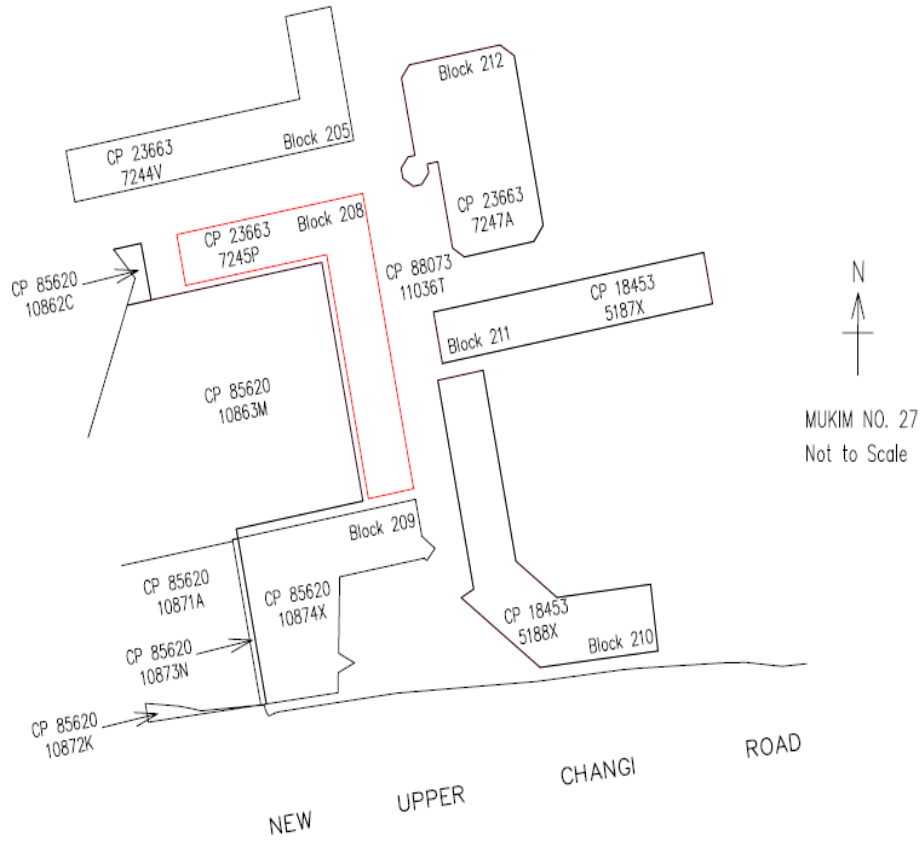 Block 212
Block 205
CP 23663
7244V
CP 23663
7247A
Block 208
CP 23663
7245P
CP 88073
11036T
CP 85620
10862C
CP 18453
5187X
Block 211
N
CP 85620
10863M
MUKIM NO. 27
Not to Scale
Block 209
CP 85620
10871A
CP 85620
10874X
CP 18453
5188X
Block 210
CP 85620
10873N
CP 85620
10872K
NEW UPPER CHANGI ROAD